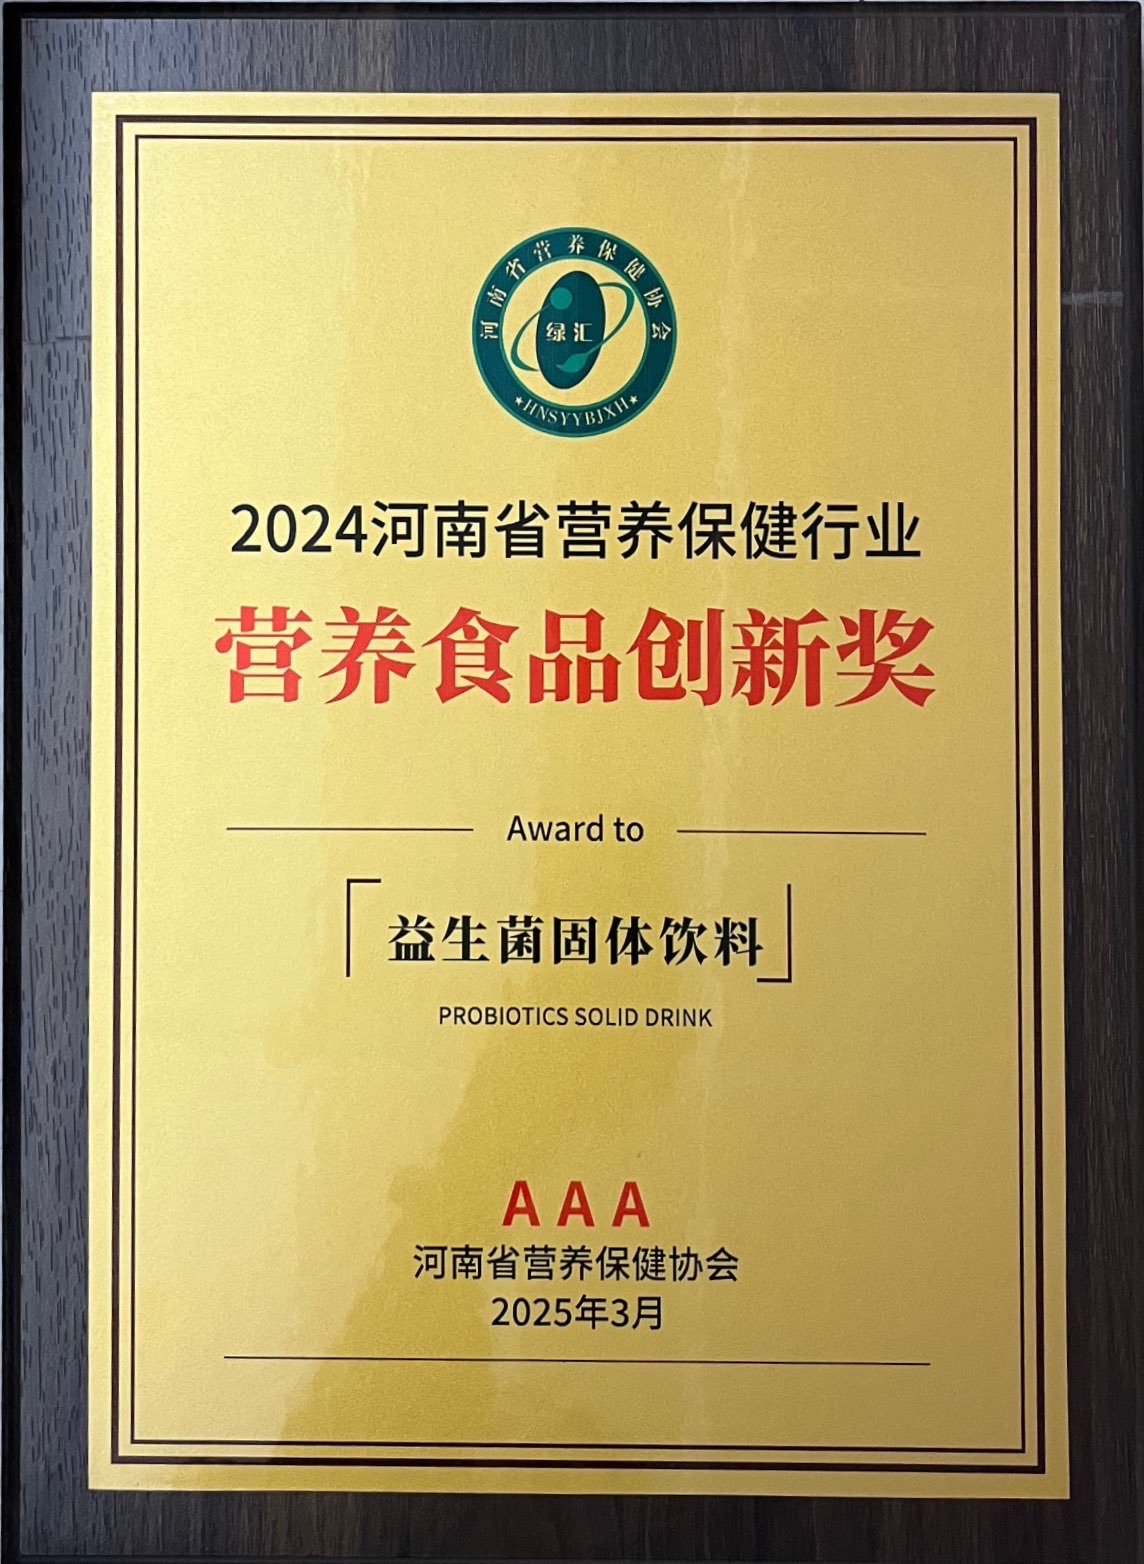 河南省营养保健协会
绿汇
★HNSYYBJXH★
2024河南省营养保健行业
营养食品创新奖
Award to
益生菌固体饮料
PROBIOTICS SOLID DRINK
AAA
河南省营养保健协会
2025年3月